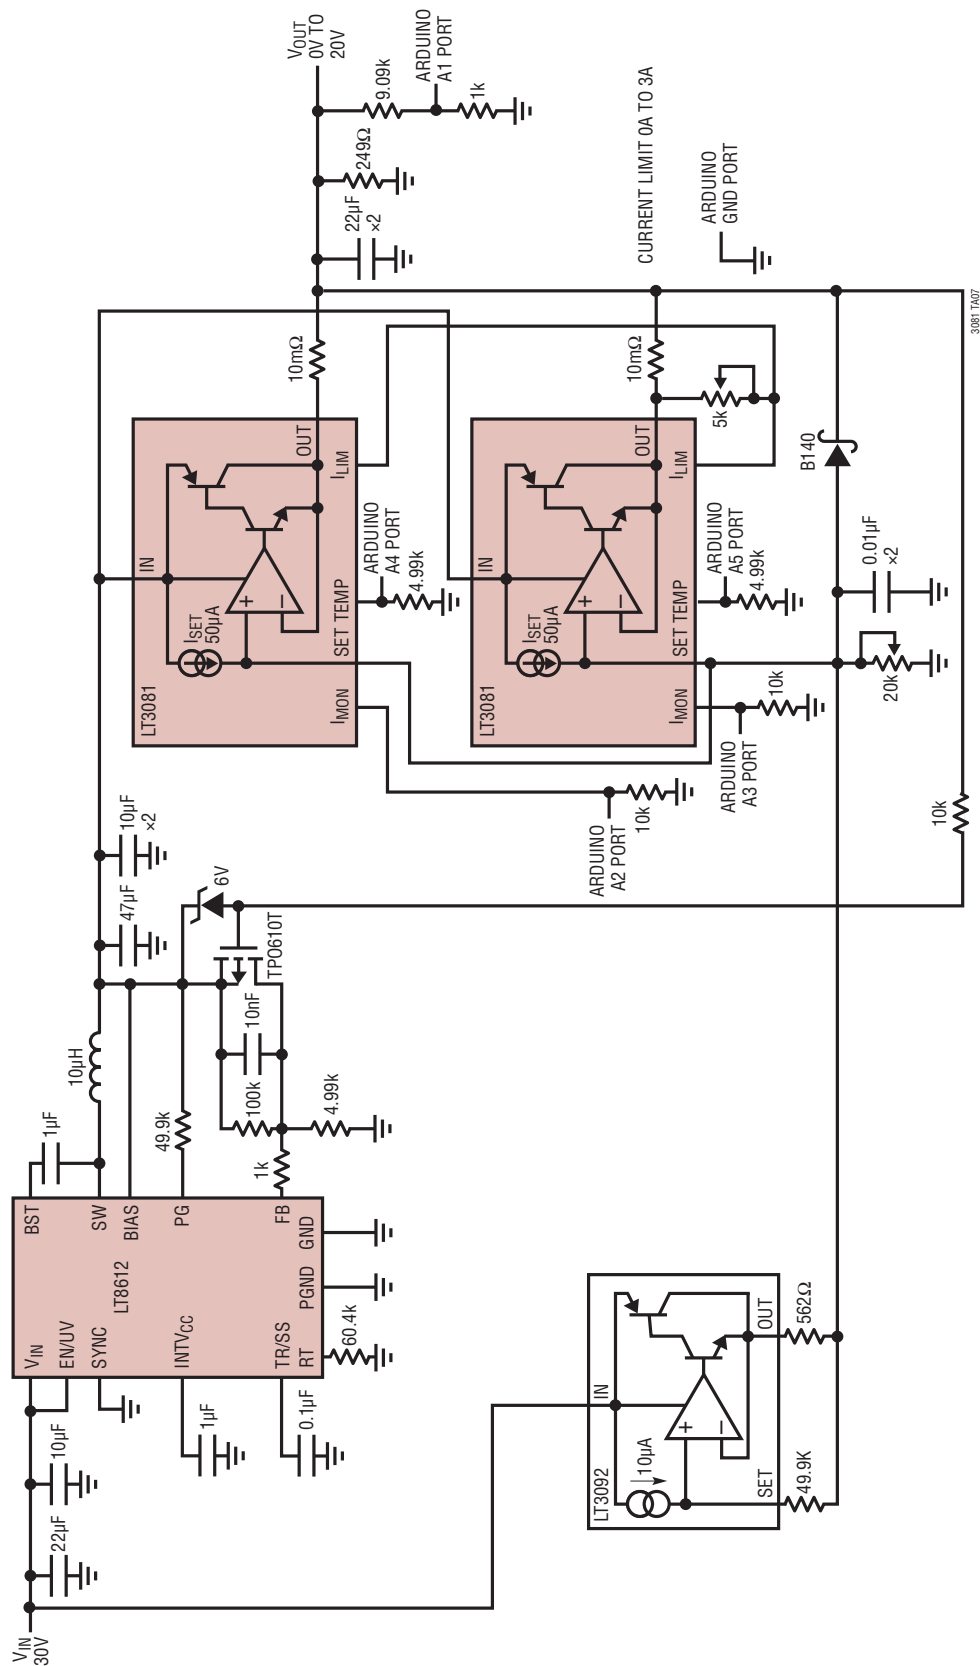 VIN
30V
22µF
10µF
VIN
EN/UV
SYNC
INTVCC
TR/SS
RT
LT8612
BST
SW
BIAS
PG
FB
PGND
GND
1µF
0.1µF
60.4k
1µF
10µH
49.9k
1k
100k
10nF
4.99k
TPO610T
6V
47µF
10µF
×2
LT3081
IN
ISET
50µA
+
–
OUT
IMON
SET TEMP
ILIM
10mΩ
ARDUINO
A4 PORT
4.99k
22µF
×2
249Ω
9.09k
ARDUINO
A1 PORT
1k
VOUT
0V TO
20V
LT3081
IN
ISET
50µA
+
–
OUT
IMON
SET TEMP
ILIM
10mΩ
5k
ARDUINO
A5 PORT
4.99k
ARDUINO
A2 PORT
10k
ARDUINO
A3 PORT
10k
CURRENT LIMIT 0A TO 3A
ARDUINO
GND PORT
LT3092
IN
10µA
+
–
SET
OUT
49.9K
562Ω
20k
0.01µF
×2
B140
10k
3081 TA07